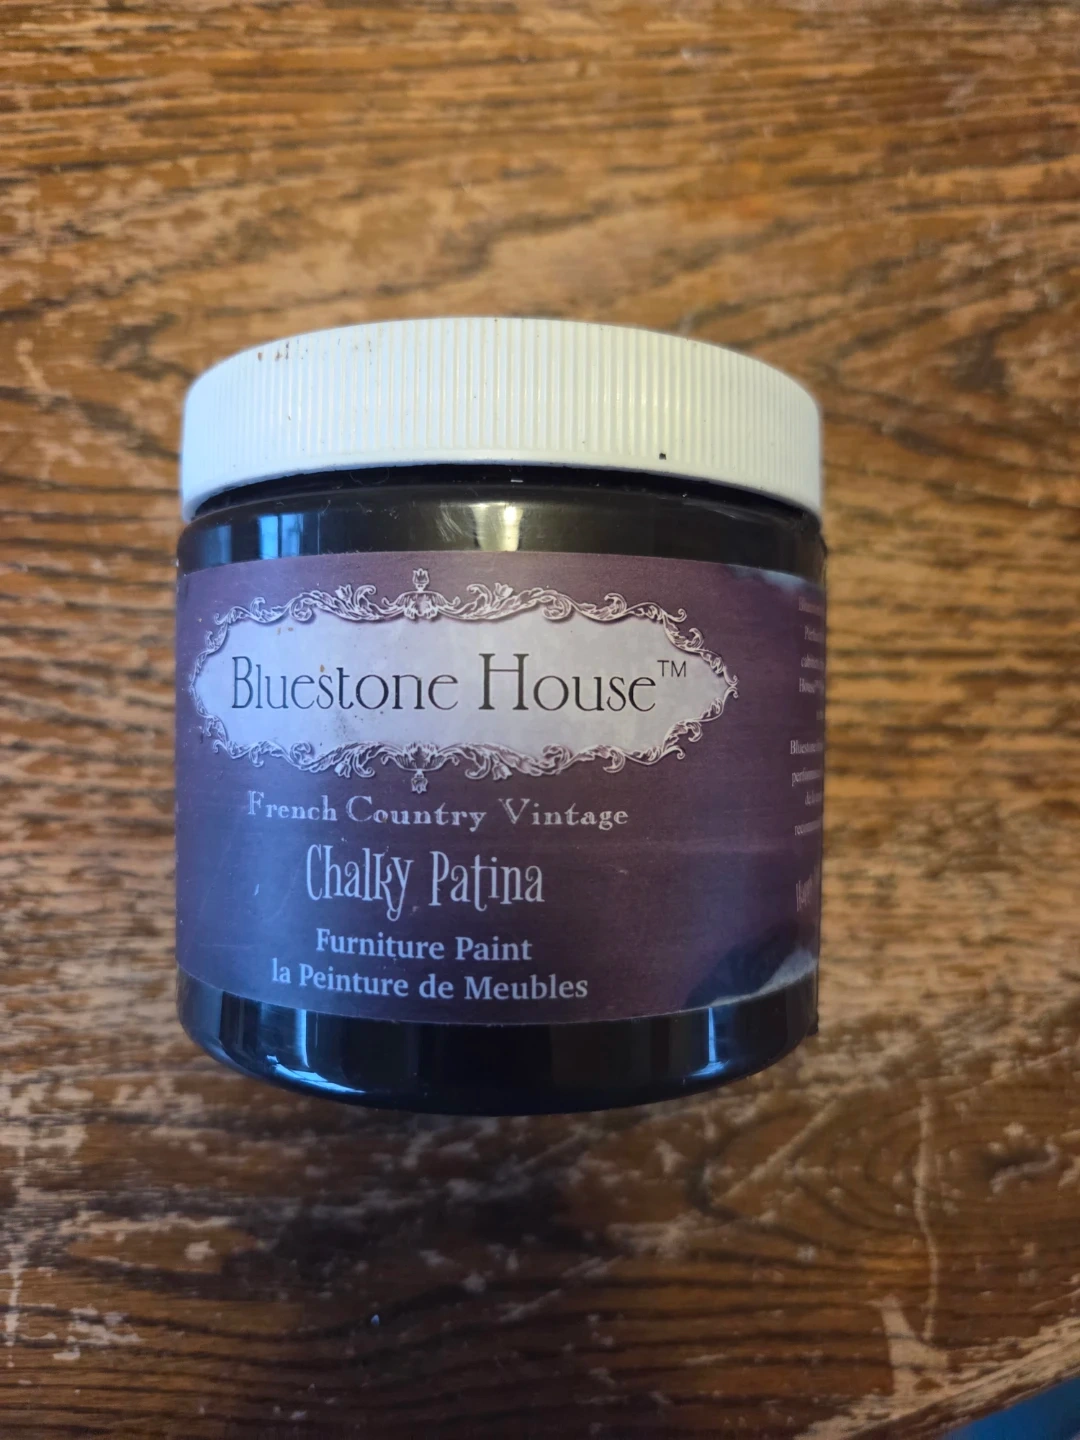 Bluestone House™
French Country Vintage
Chalky Patina
Furniture Paint
la Peinture de Meubles